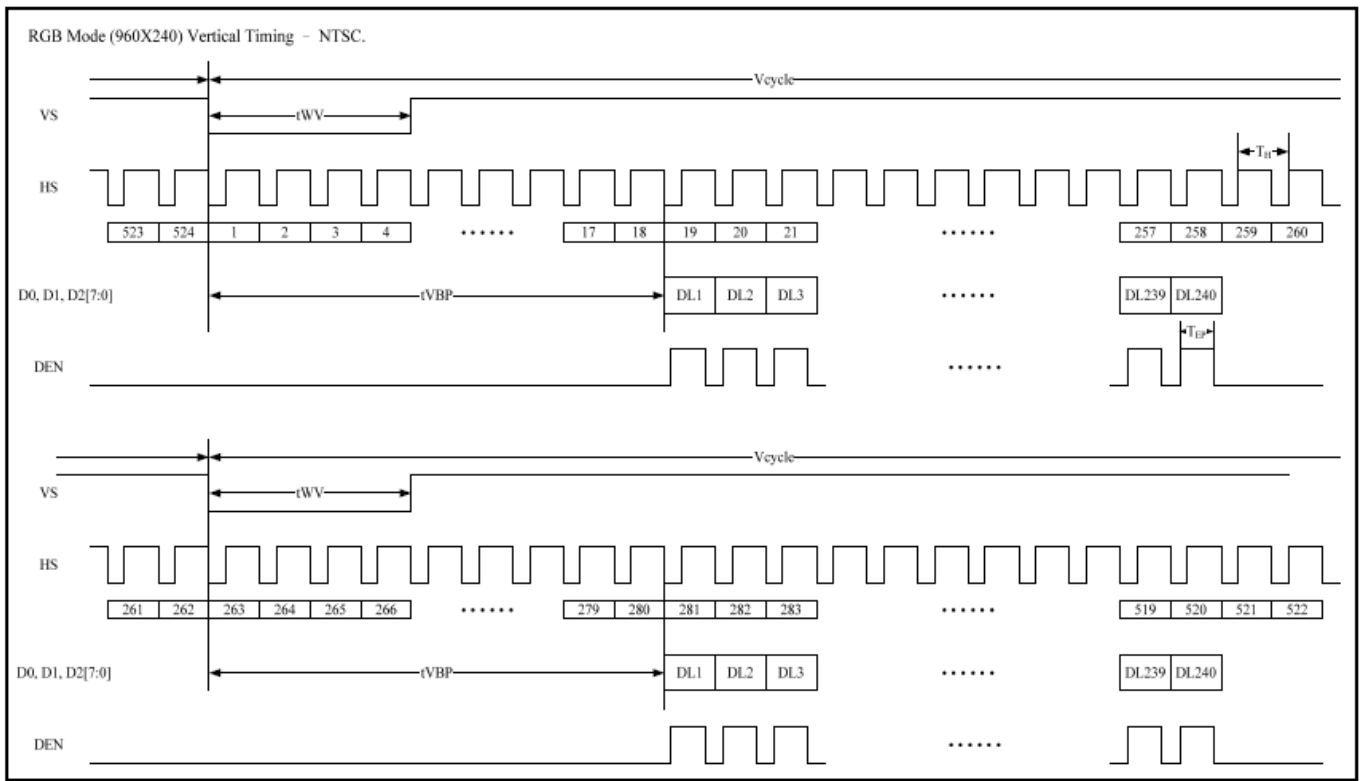 RGB Mode (960X240) Vertical Timing – NTSC.
Vcycle
VS
tWV
TH
HS
523 524 1 2 3 4 ...... 17 18 19 20 21 ...... 257 258 259 260
D0, D1, D2[7:0]
tVBP
DL1 DL2 DL3 ...... DL239 DL240
TEP
DEN
......
Vcycle
VS
tWV
HS
261 262 263 264 265 266 ...... 279 280 281 282 283 ...... 519 520 521 522
D0, D1, D2[7:0]
tVBP
DL1 DL2 DL3 ...... DL239 DL240
DEN
......